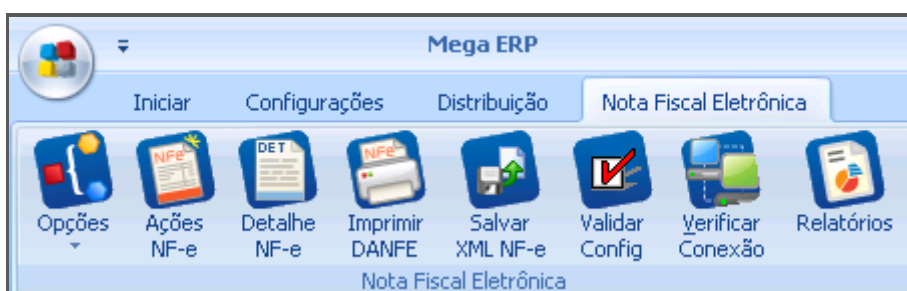 Mega ERP
Iniciar Configurações Distribuição Nota Fiscal Eletrônica
NFe DET NFe
Opções Ações Detalhe Imprimir Salvar Validar Verificar Relatórios
NF-e NF-e DANFE XML NF-e Config Conexão
Nota Fiscal Eletrônica